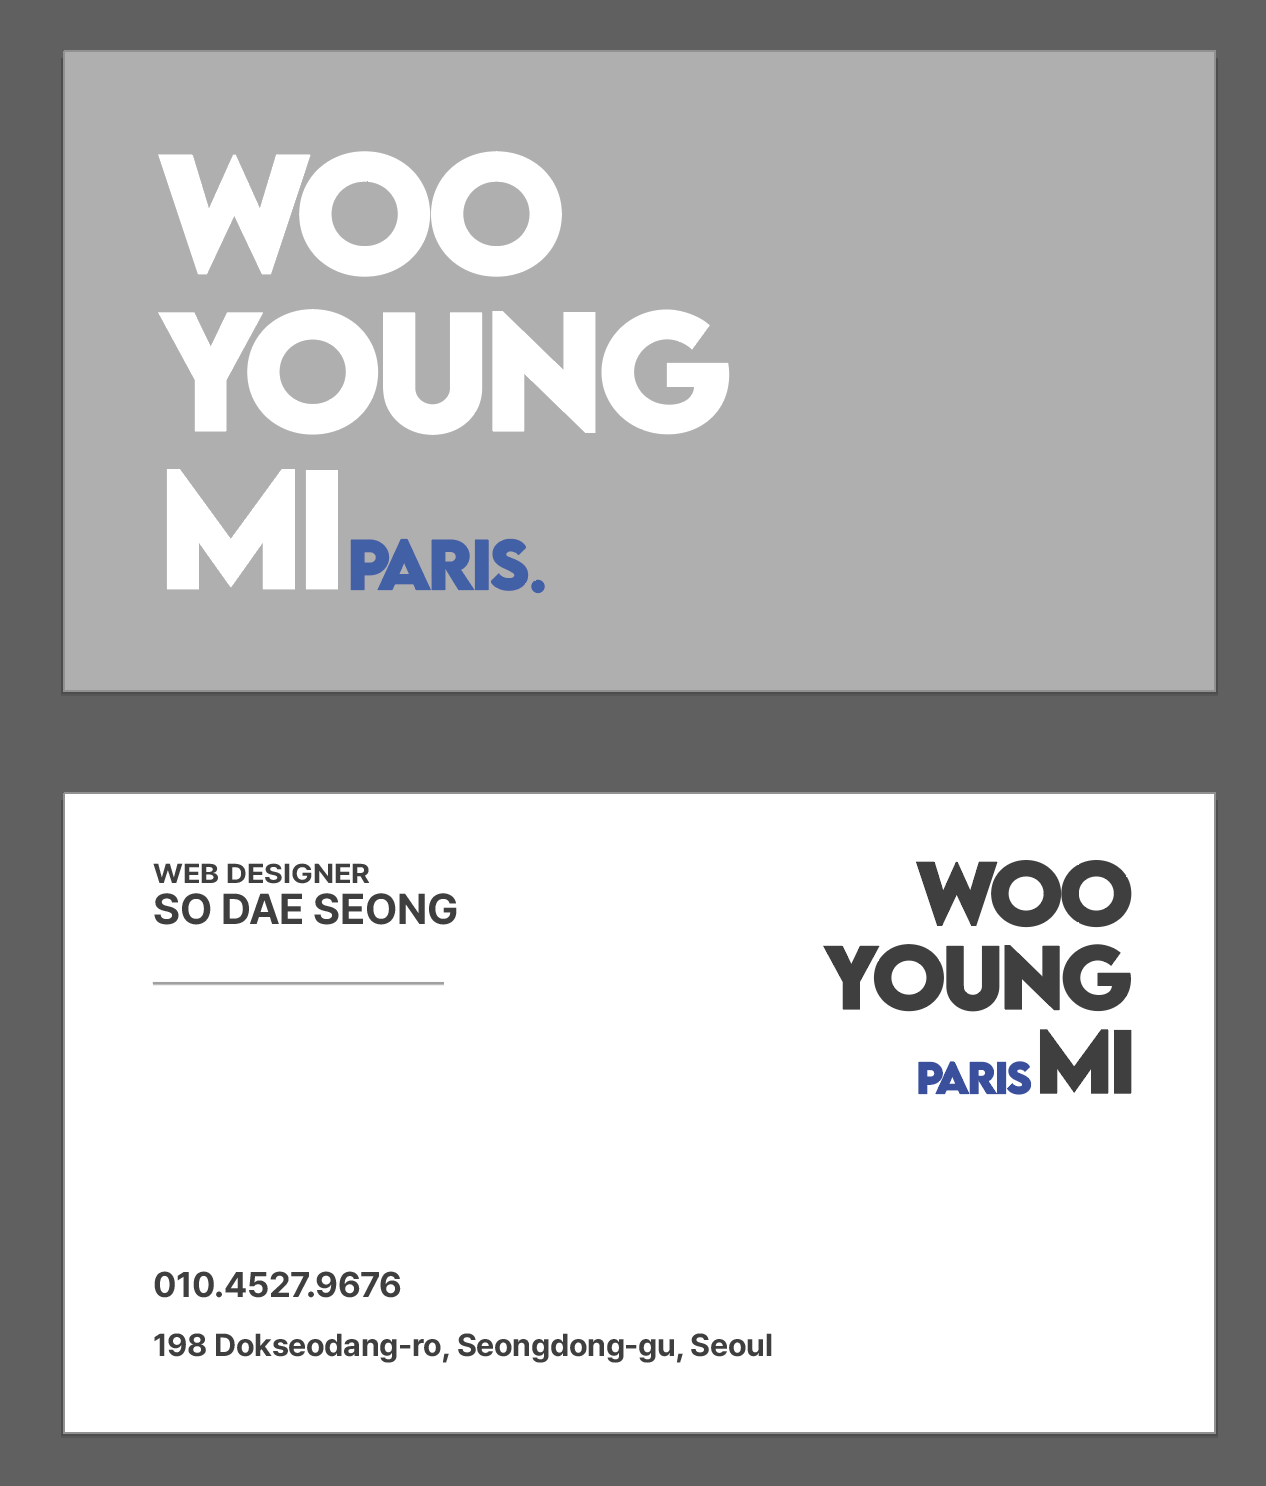 WOO
YOUNG
MI PARIS.
WEB DESIGNER
SO DAE SEONG
WOO
YOUNG
PARIS MI
010.4527.9676
198 Dokseodang-ro, Seongdong-gu, Seoul